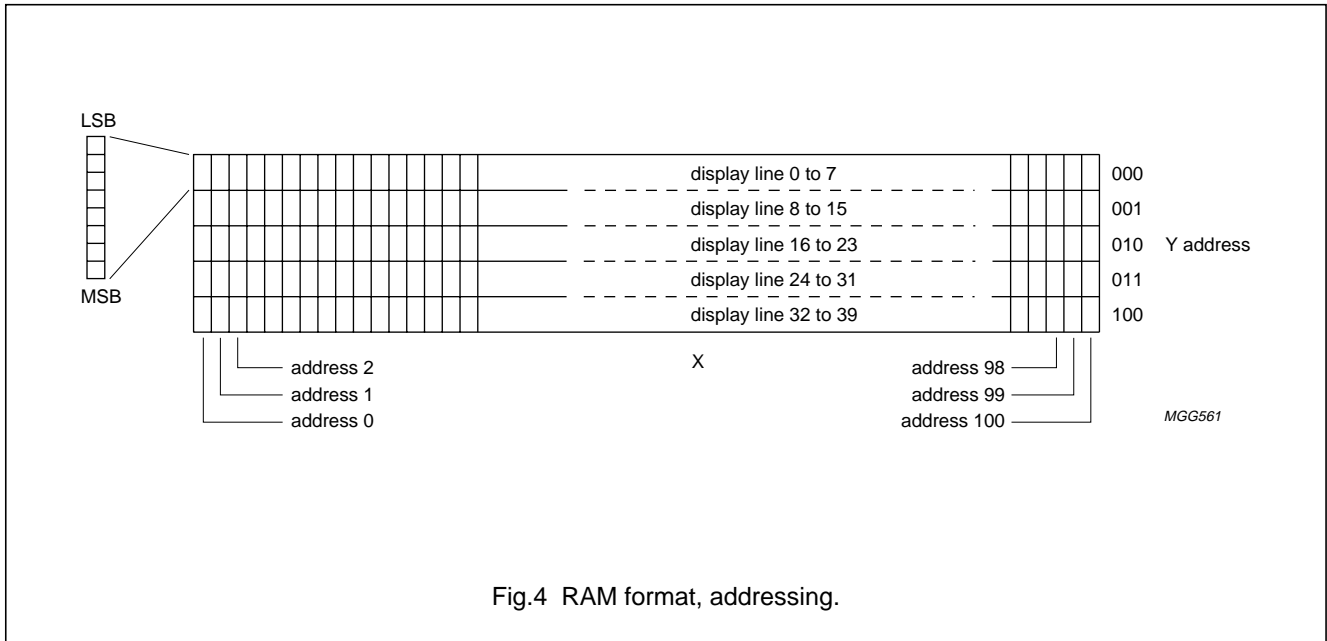 LSB
MSB
display line 0 to 7
000
display line 8 to 15
001
display line 16 to 23
010 Y address
display line 24 to 31
011
display line 32 to 39
100
X
address 2
address 1
address 0
address 98
address 99
address 100
MGG561
Fig.4 RAM format, addressing.